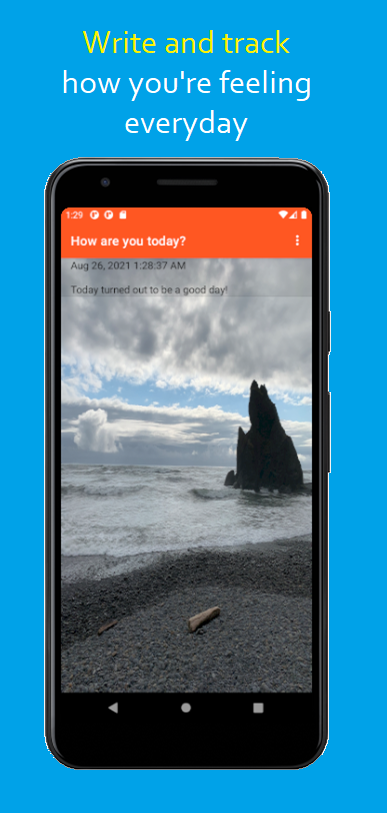 Write and track
how you're feeling
everyday
1:29
How are you today?
Aug 26, 2021 1:28:37 AM
Today turned out to be a good day!